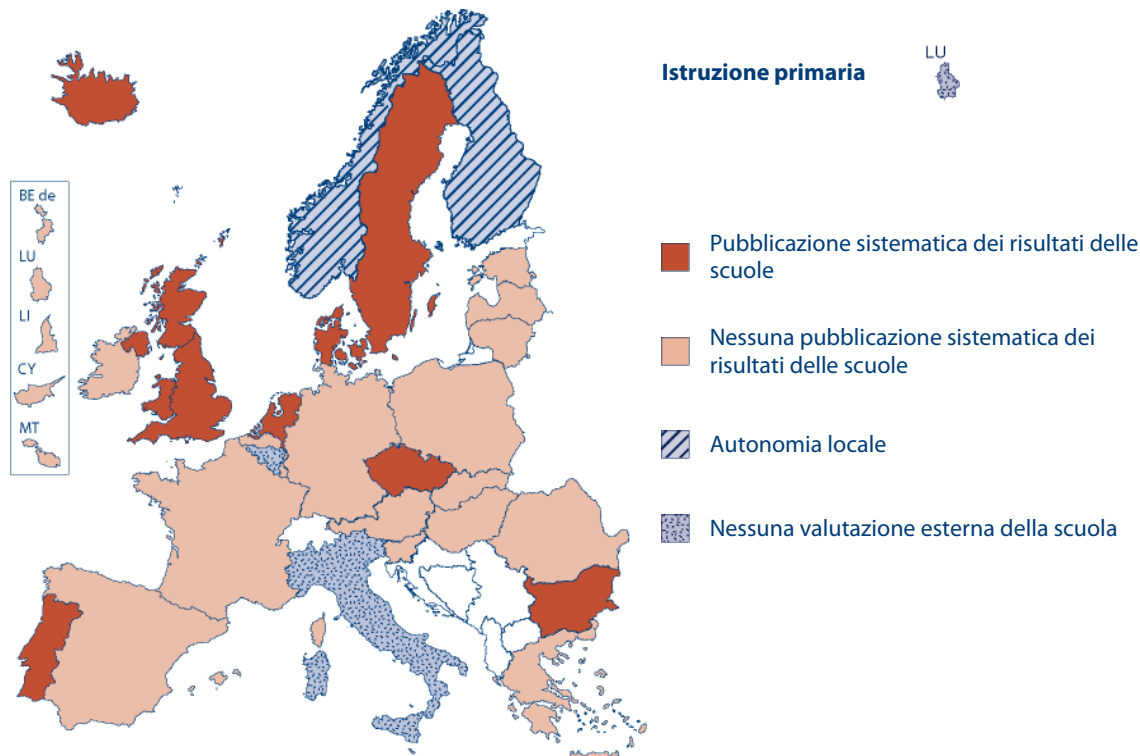 Istruzione primaria
LU
BE de
LU
LI
CY
MT
Pubblicazione sistematica dei risultati delle
scuole
Nessuna pubblicazione sistematica dei
risultati delle scuole
Autonomia locale
Nessuna valutazione esterna della scuola